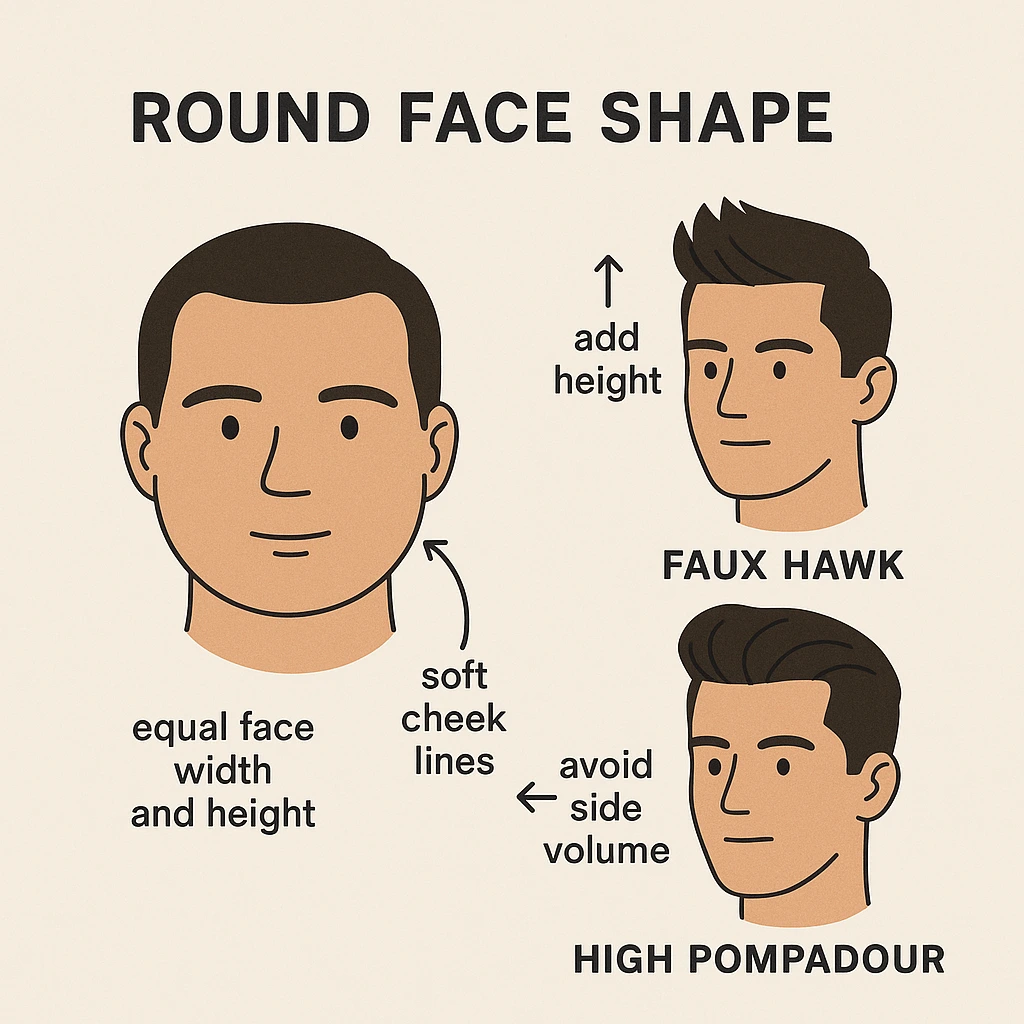 ROUND FACE SHAPE
add
height
FAUX HAWK
soft
cheek
lines
equal face
width
and height
avoid
side
volume
HIGH POMPADOUR